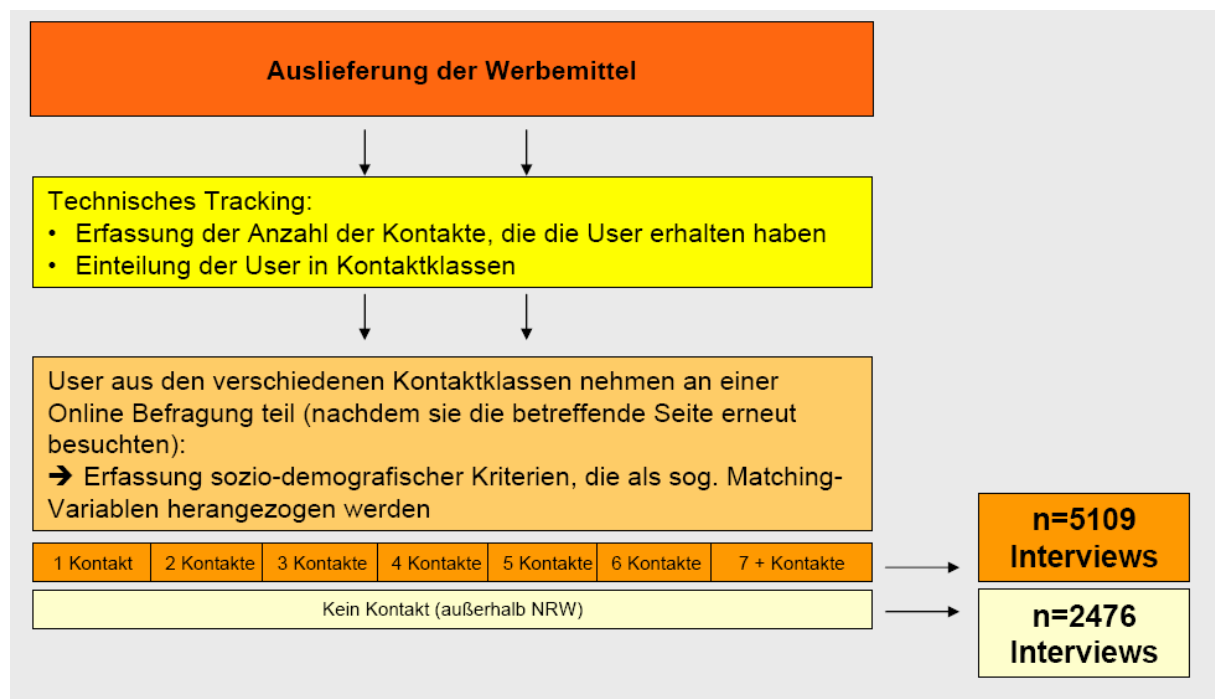 Auslieferung der Werbemittel
Technisches Tracking:
• Erfassung der Anzahl der Kontakte, die die User erhalten haben
• Einteilung der User in Kontaktklassen
User aus den verschiedenen Kontaktklassen nehmen an einer
Online Befragung teil (nachdem sie die betreffende Seite erneut
besuchten):
➔ Erfassung sozio-demografischer Kriterien, die als sog. Matching-
Variablen herangezogen werden
1 Kontakt 2 Kontakte 3 Kontakte 4 Kontakte 5 Kontakte 6 Kontakte 7 + Kontakte
n=5109
Interviews
Kein Kontakt (außerhalb NRW)
n=2476
Interviews